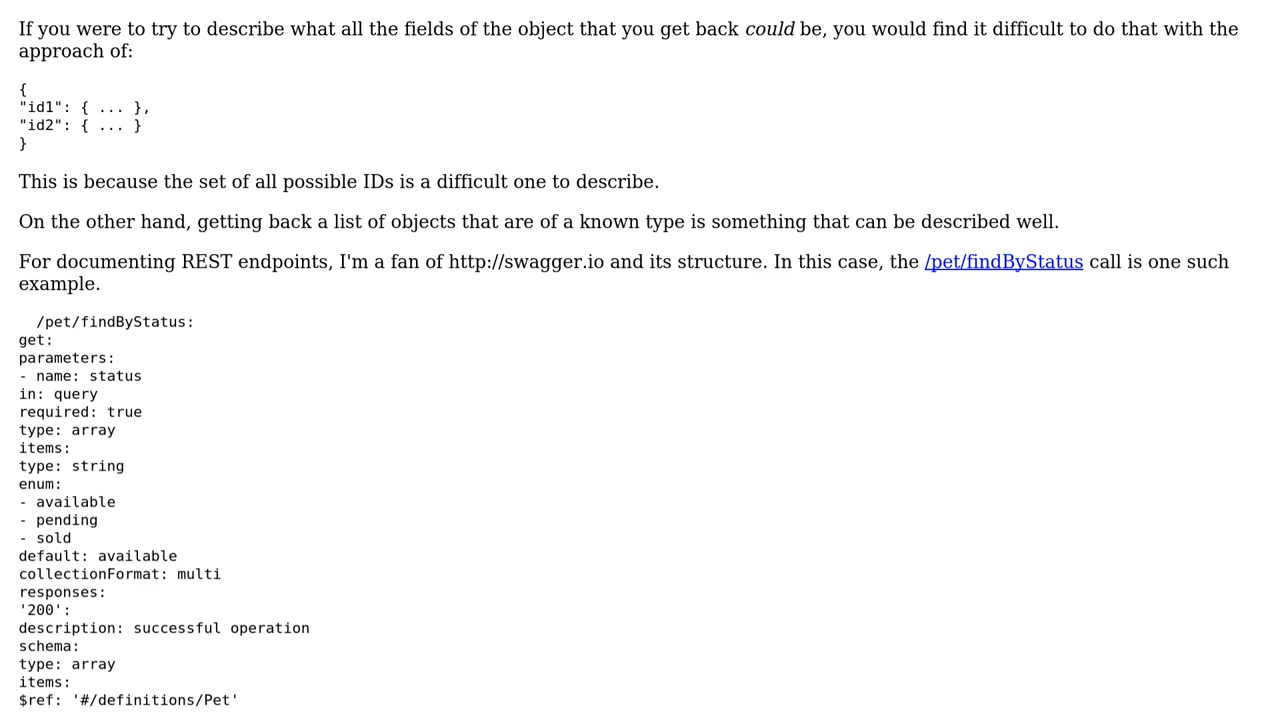 If you were to try to describe what all the fields of the object that you get back could be, you would find it difficult to do that with the
approach of:
{
"id1": { ... },
"id2": { ... }
}
This is because the set of all possible IDs is a difficult one to describe.
On the other hand, getting back a list of objects that are of a known type is something that can be described well.
For documenting REST endpoints, I'm a fan of http://swagger.io and its structure. In this case, the /pet/findByStatus call is one such
example.
  /pet/findByStatus:
get:
parameters:
- name: status
in: query
required: true
type: array
items:
type: string
enum:
- available
- pending
- sold
default: available
collectionFormat: multi
responses:
'200':
description: successful operation
schema:
type: array
items:
$ref: '#/definitions/Pet'